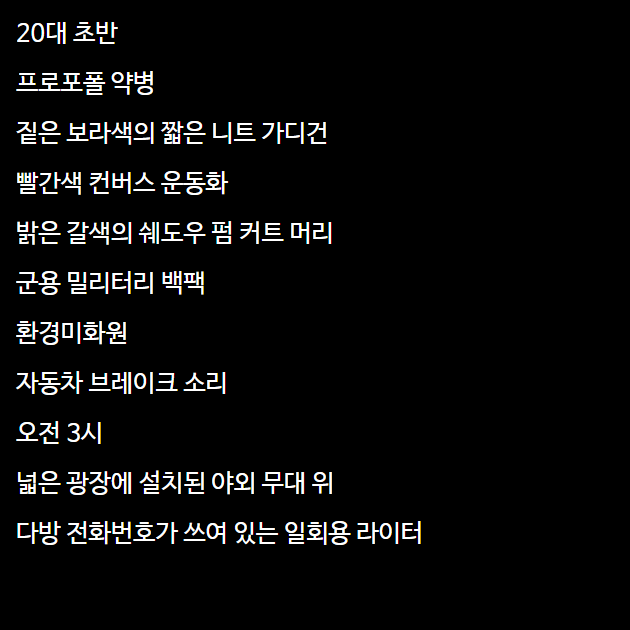 20대 초반
프로포폴 약병
짙은 보라색의 짧은 니트 가디건
빨간색 컨버스 운동화
밝은 갈색의 쉐도우 펌 커트 머리
군용 밀리터리 백팩
환경미화원
자동차 브레이크 소리
오전 3시
넓은 광장에 설치된 야외 무대 위
다방 전화번호가 쓰여 있는 일회용 라이터